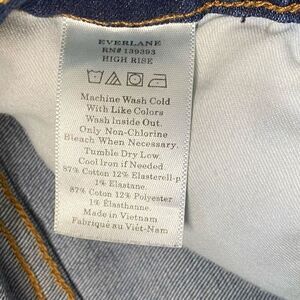 EVERLANE
RN# 139393
HIGH RISE
Machine Wash Cold
With Like Colors
Wash Inside Out.
Only Non-Chlorine
Bleach When Necessary.
Tumble Dry Low.
Cool Iron if Needed.
87% Cotton 12% Elasterell-p
1% Elastane.
87% Coton 12% Polyester
1% Élasthanne.
Made in Vietnam
Fabriqué au Viêt-Nam